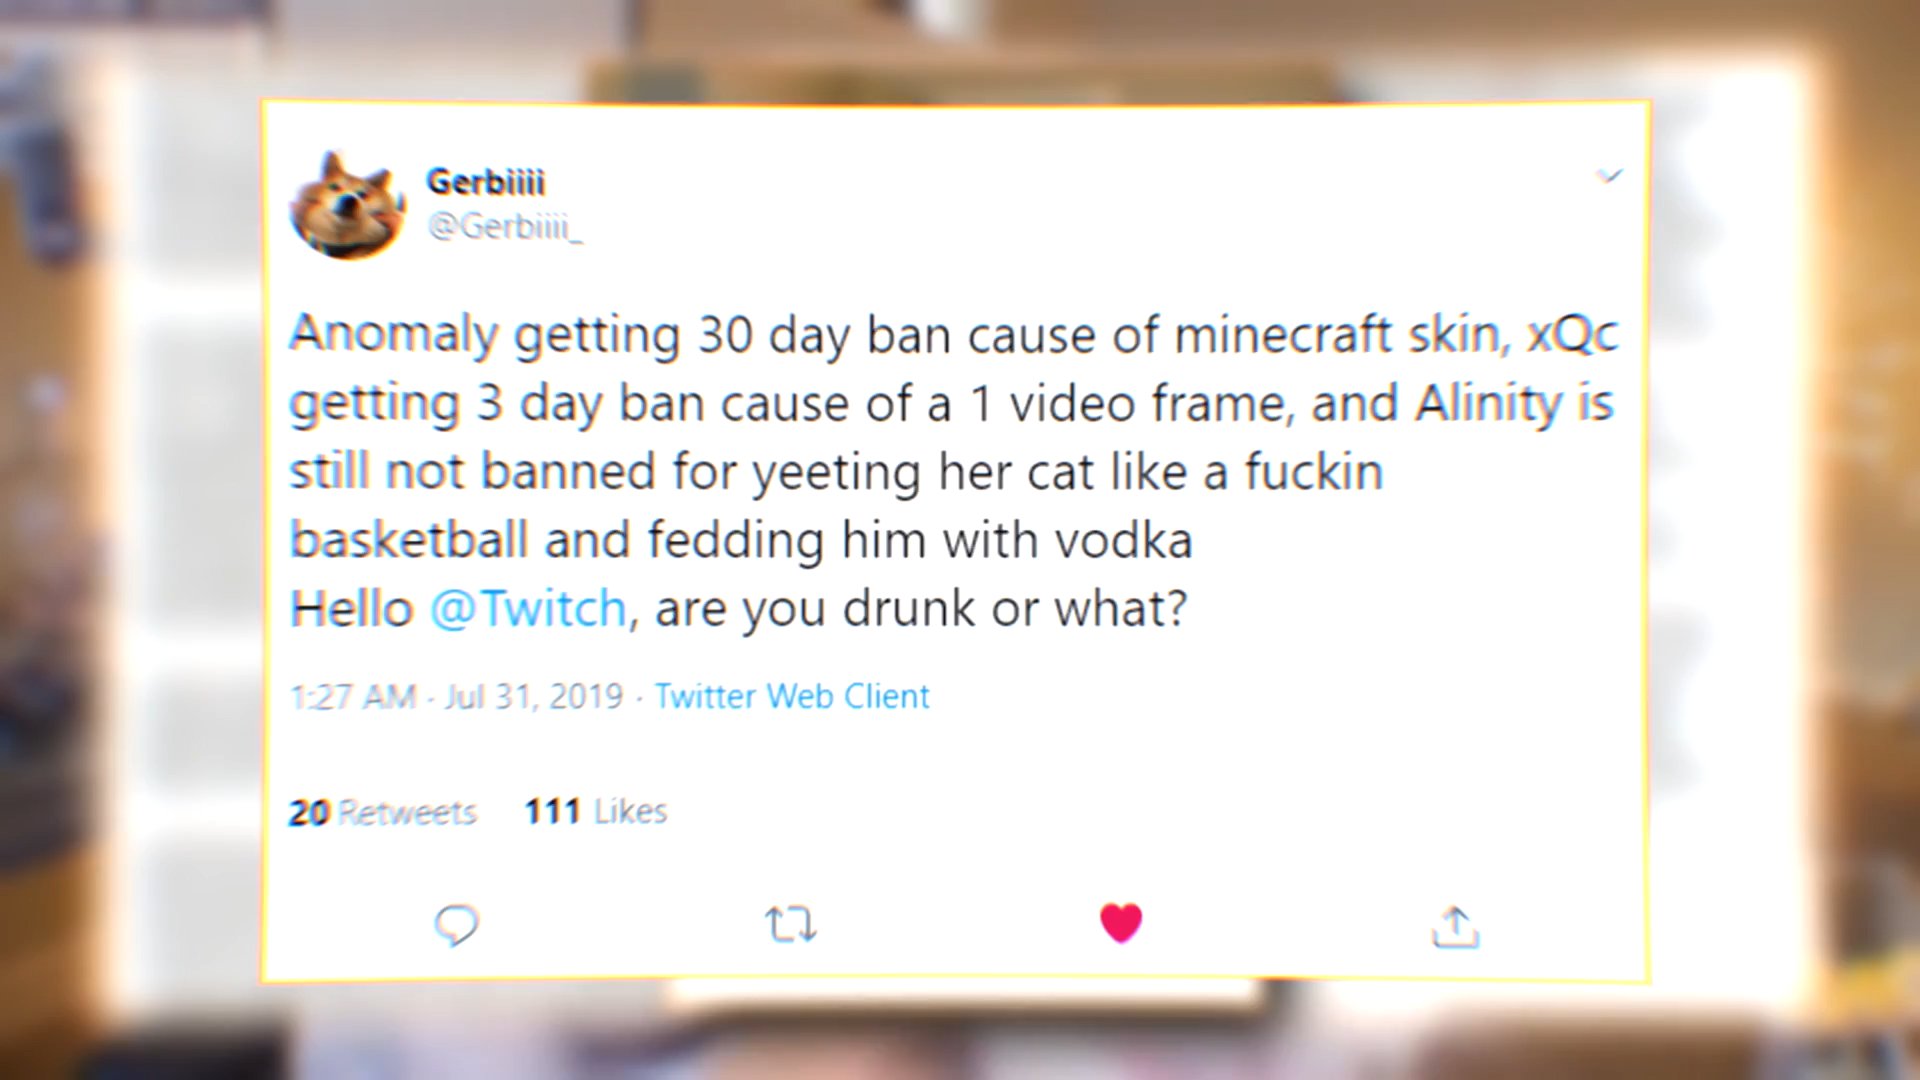 Gerbiiii
@Gerbiiii_
Anomaly getting 30 day ban cause of minecraft skin, xQc
getting 3 day ban cause of a 1 video frame, and Alinity is
still not banned for yeeting her cat like a fuckin
basketball and fedding him with vodka
Hello @Twitch, are you drunk or what?
1:27 AM · Jul 31, 2019 · Twitter Web Client
20 Retweets 111 Likes